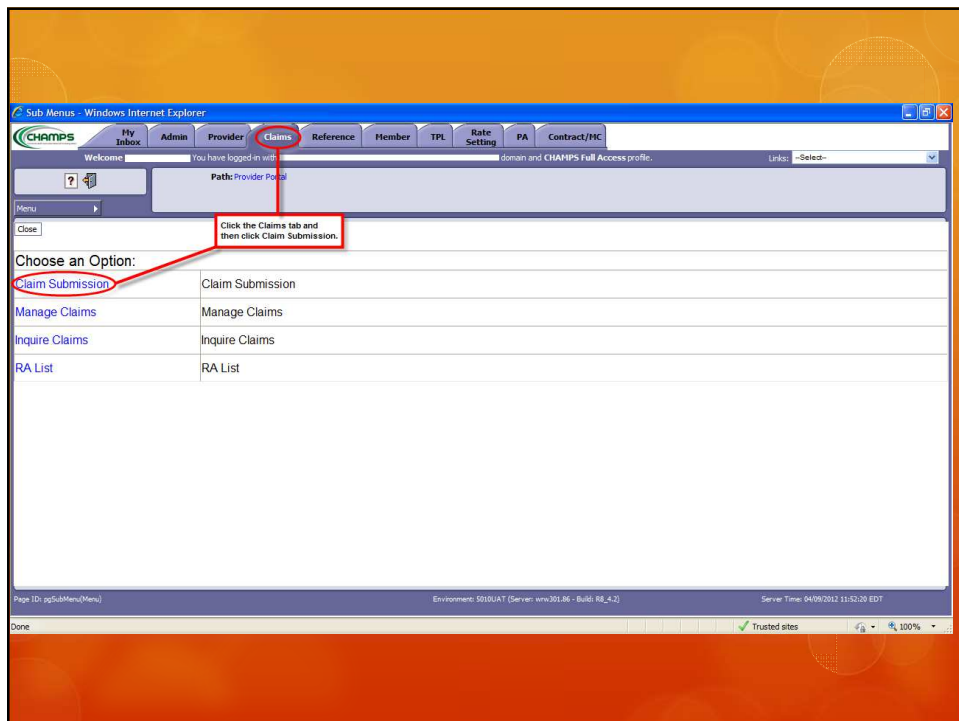 Sub Menus - Windows Internet Explorer
CHAMPS My Inbox Admin Provider Claims Reference Member TPL Rate Setting PA Contract/MC
Welcome You have logged-in with domain and CHAMPS Full Access profile. Links: --Select--
? Path: Provider Portal
Menu
Close
Click the Claims tab and
then click Claim Submission.
Choose an Option:
Claim Submission Claim Submission
Manage Claims Manage Claims
Inquire Claims Inquire Claims
RA List RA List
Page ID: pgSubMenu(Menu) Environment: 5010UAT (Server: wrw301.86 - Build: R8_4.2) Server Time: 04/09/2012 11:52:20 EDT
Done Trusted sites 100%